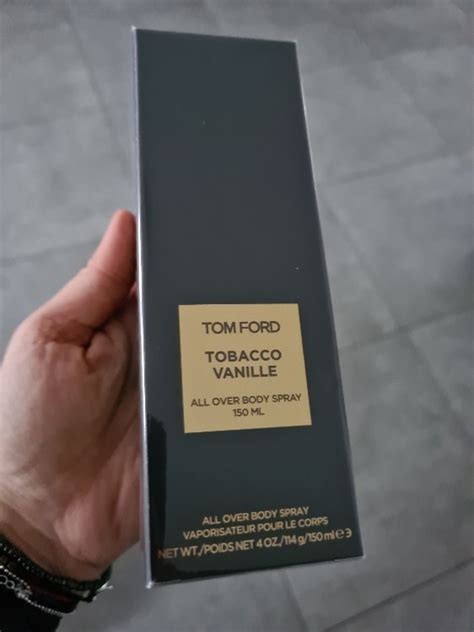 TOM FORD
TOBACCO
VANILLE
ALL OVER BODY SPRAY
150 ML
ALL OVER BODY SPRAY
VAPORISATEUR POUR LE CORPS
NET WT./POIDS NET 4 OZ./114 g/150 ml ℮ 3